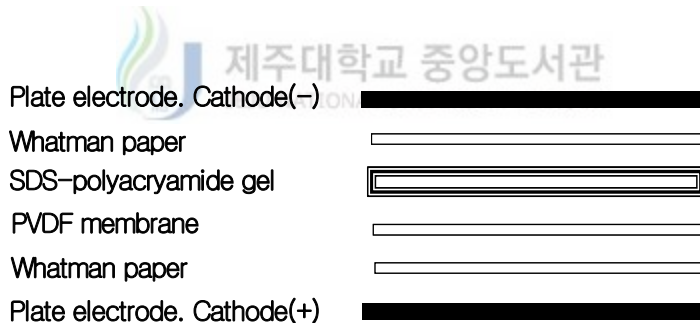 제주대학교 중앙도서관
Plate electrode. Cathode(-)
Whatman paper
SDS-polyacryamide gel
PVDF membrane
Whatman paper
Plate electrode. Cathode(+)